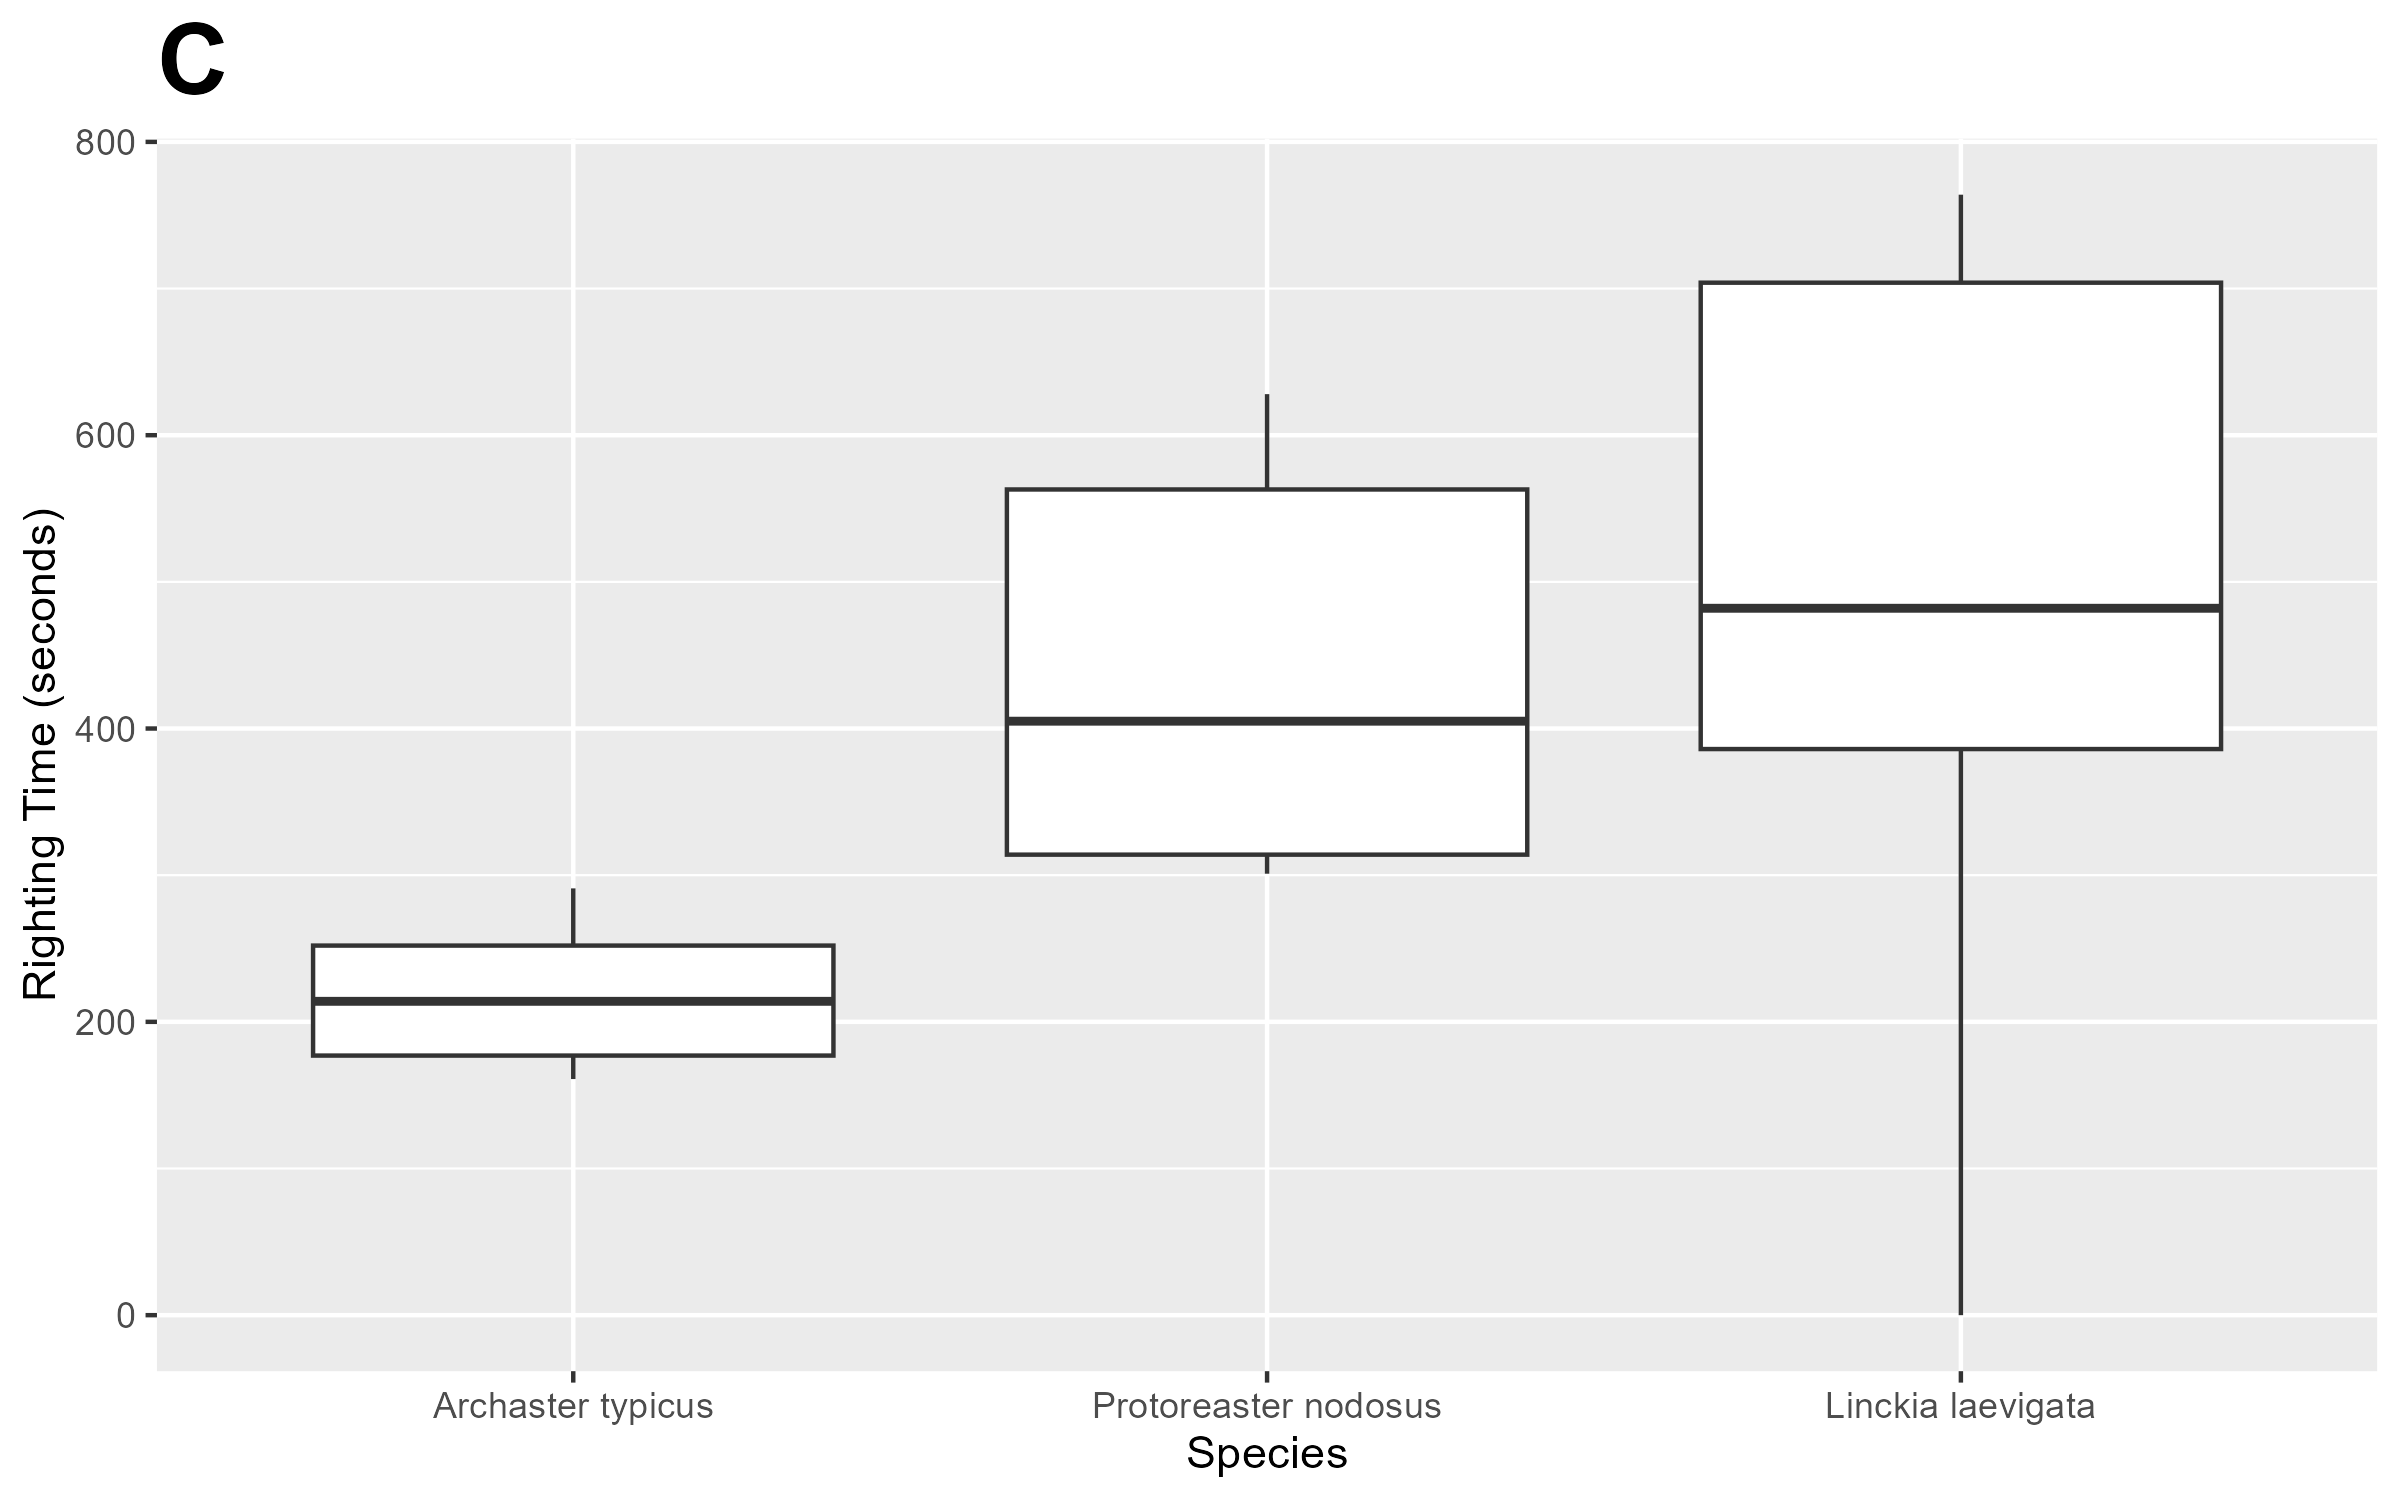 C
800
600
400
200
0
Righting Time (seconds)
Archaster typicus
Protoreaster nodosus
Linckia laevigata
Species